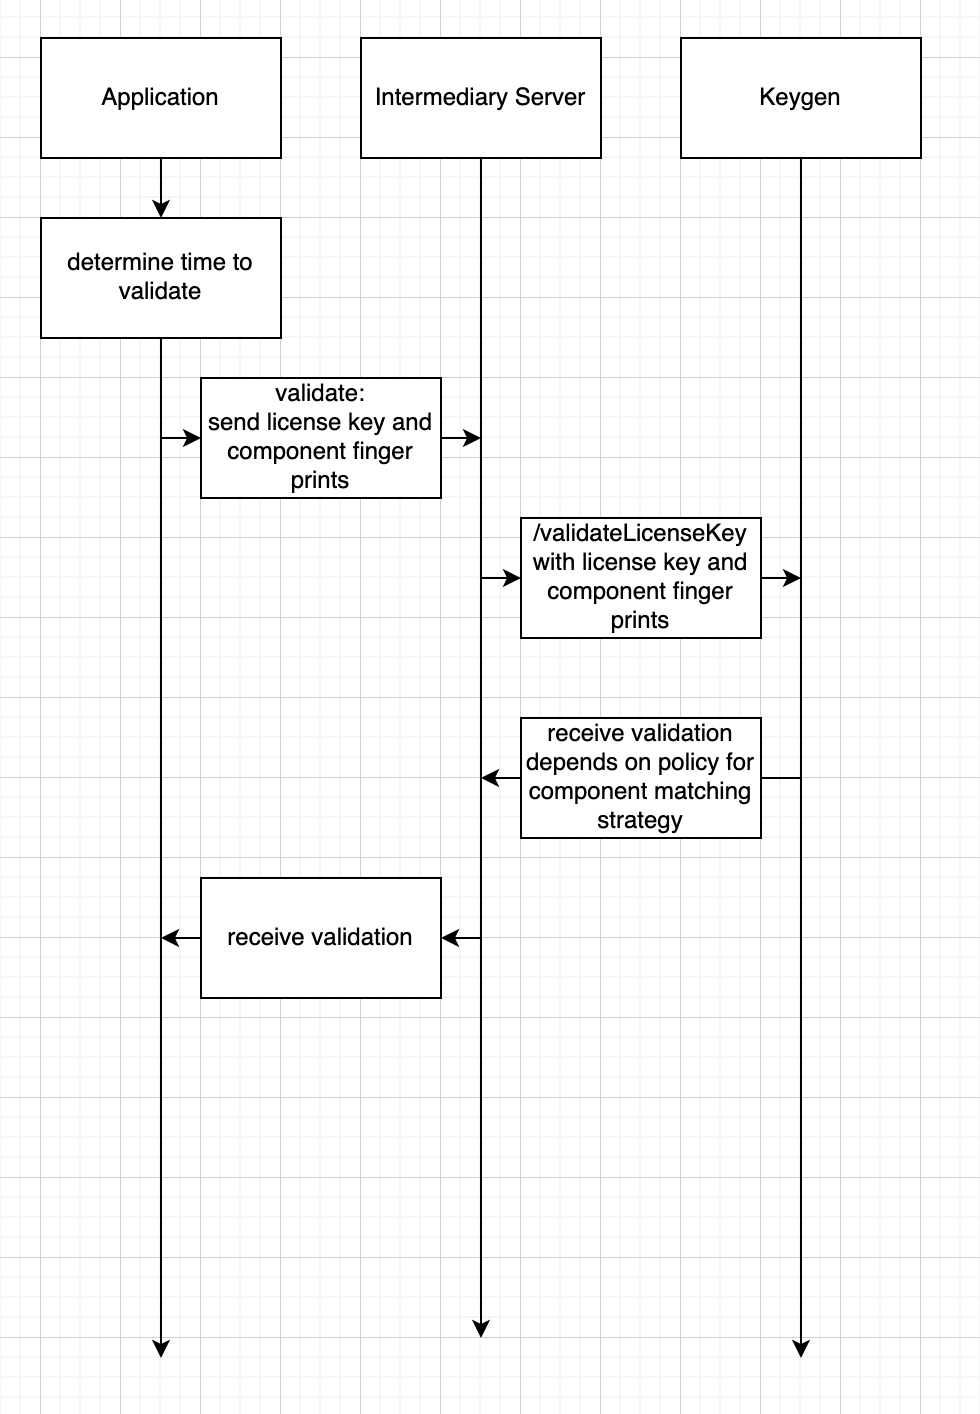 Application
Intermediary Server
Keygen
determine time to
validate
validate:
send license key and
component finger
prints
/validateLicenseKey
with license key and
component finger
prints
receive validation
depends on policy for
component matching
strategy
receive validation